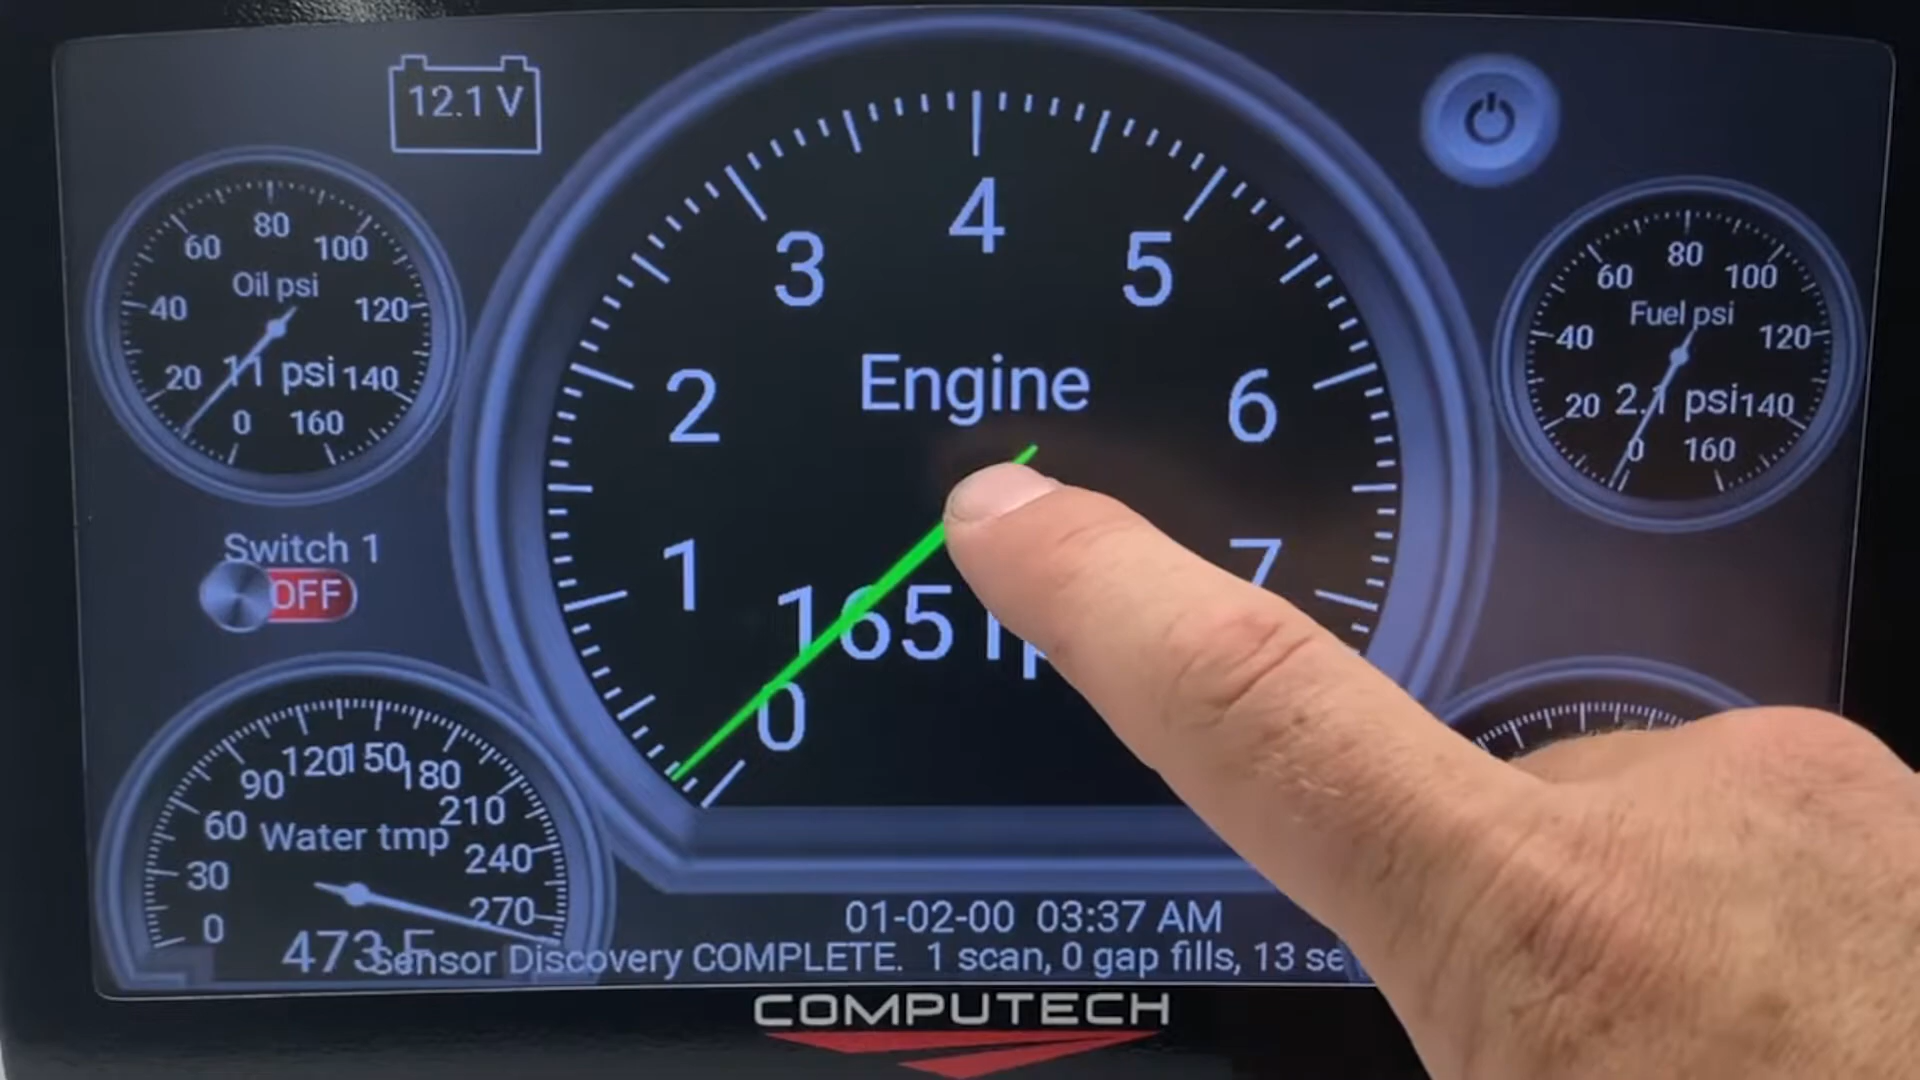 12.1 V
80
60
100
Oil psi
40
120
20
11 psi
140
0
160
4
3
5
Engine
2
6
1
7
165
0
80
60
100
Fuel psi
40
120
20
2.1 psi
140
0
160
Switch 1
OFF
120
150
90
180
60
210
Water tmp
240
30
270
0
473 F
01-02-00 03:37 AM
Sensor Discovery COMPLETE. 1 scan, 0 gap fills, 13
COMPUTECH